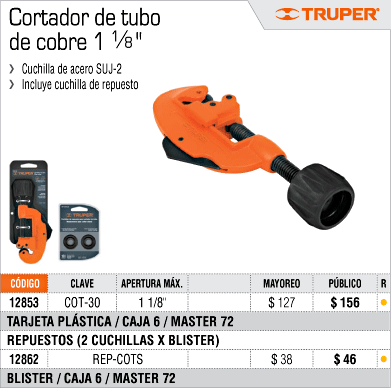 Cortador de tubo
de cobre 1 1/8"
TRUPER®
› Cuchilla de acero SUJ-2
› Incluye cuchilla de repuesto
TRUPER
TRUPER
CÓDIGO CLAVE APERTURA MÁX. MAYOREO PÚBLICO R
12853 COT-30 1 1/8" $ 127 $ 156 •
TARJETA PLÁSTICA / CAJA 6 / MASTER 72
REPUESTOS (2 CUCHILLAS X BLISTER)
12862 REP-COTS $ 38 $ 46 •
BLISTER / CAJA 6 / MASTER 72